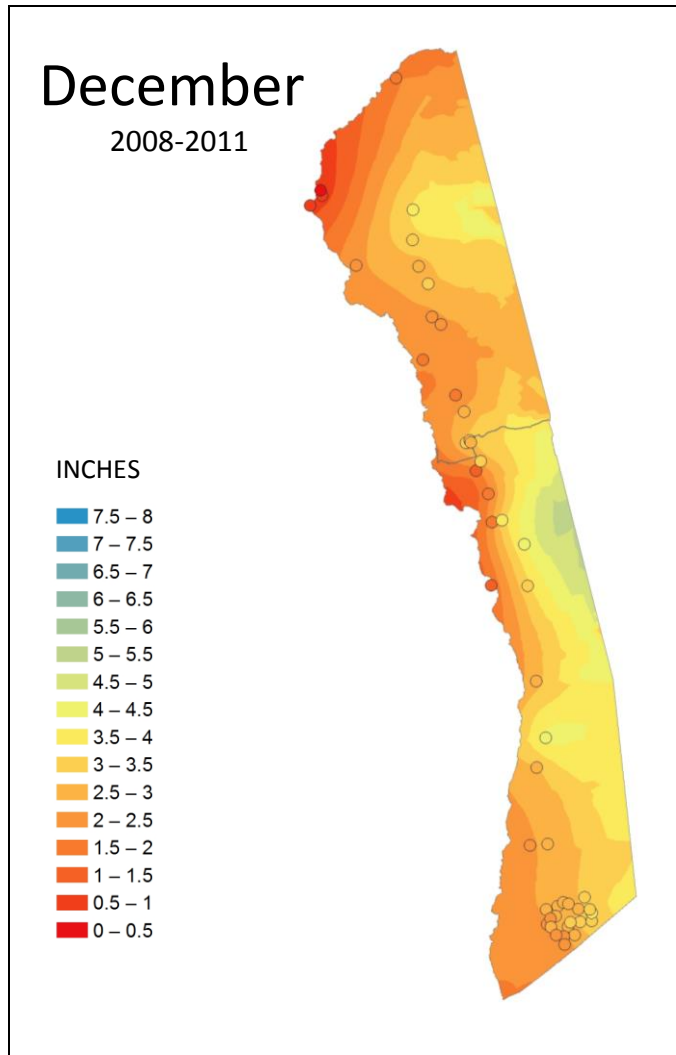 December
2008-2011
INCHES
7.5 – 8
7 – 7.5
6.5 – 7
6 – 6.5
5.5 – 6
5 – 5.5
4.5 – 5
4 – 4.5
3.5 – 4
3 – 3.5
2.5 – 3
2 – 2.5
1.5 – 2
1 – 1.5
0.5 – 1
0 – 0.5